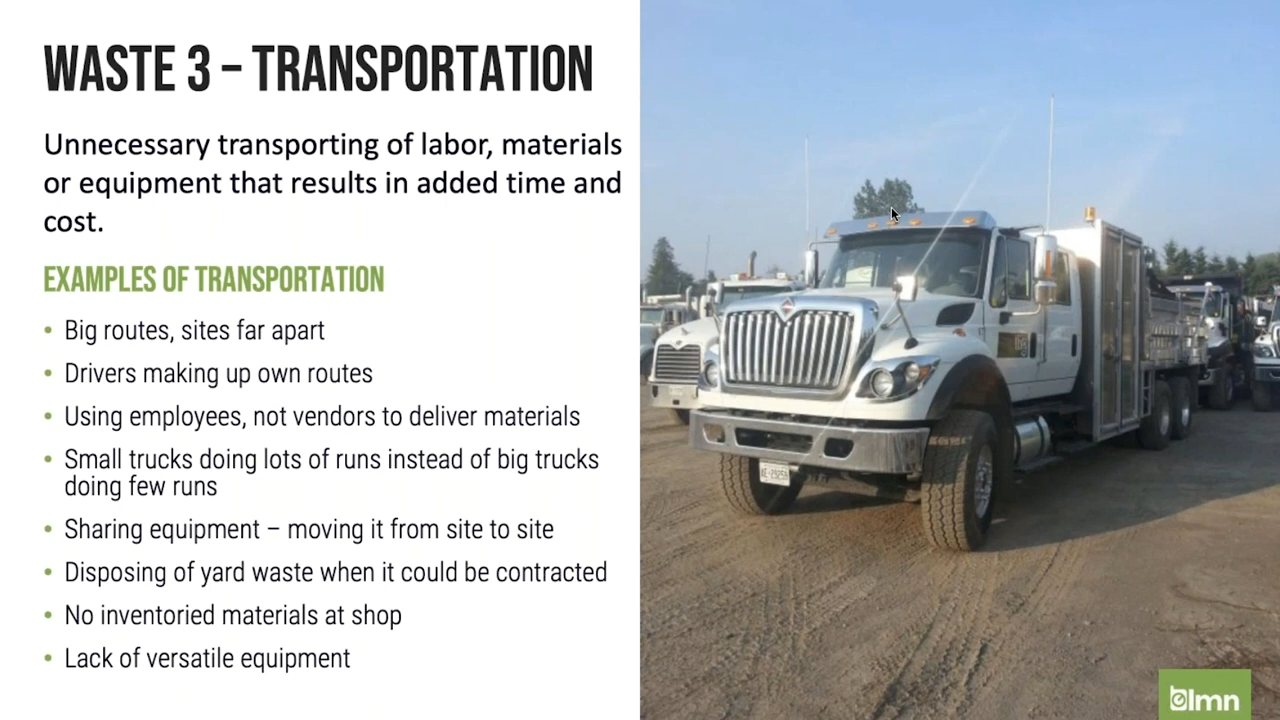 WASTE 3 – TRANSPORTATION
Unnecessary transporting of labor, materials
or equipment that results in added time and
cost.
EXAMPLES OF TRANSPORTATION
• Big routes, sites far apart
• Drivers making up own routes
• Using employees, not vendors to deliver materials
• Small trucks doing lots of runs instead of big trucks
doing few runs
• Sharing equipment – moving it from site to site
• Disposing of yard waste when it could be contracted
• No inventoried materials at shop
• Lack of versatile equipment
lmn